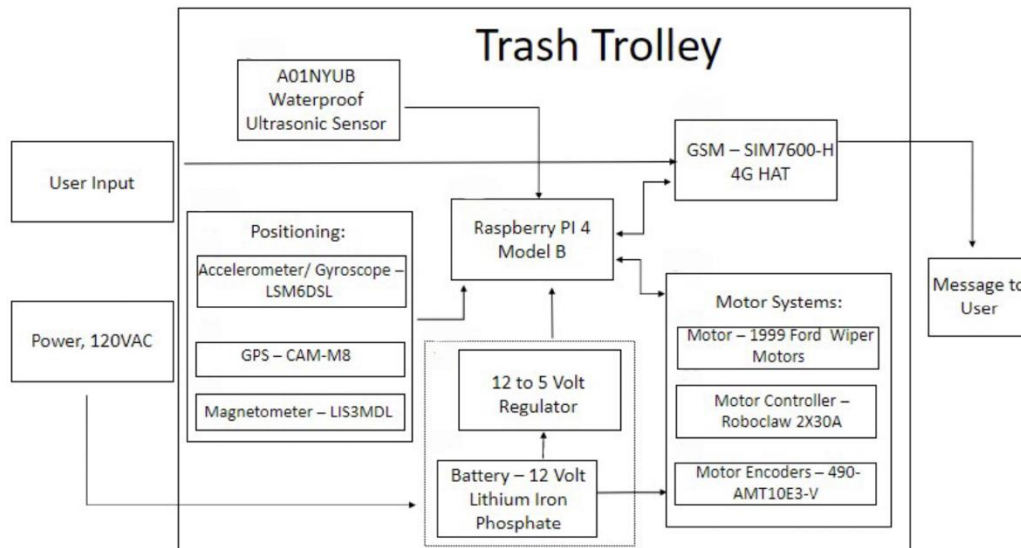 Trash Trolley
A01NYUB
Waterproof
Ultrasonic Sensor
User Input
GSM – SIM7600-H
4G HAT
Raspberry PI 4
Model B
Positioning:
Accelerometer/ Gyroscope –
LSM6DSL
GPS – CAM-M8
Magnetometer – LIS3MDL
Power, 120VAC
12 to 5 Volt
Regulator
Battery – 12 Volt
Lithium Iron
Phosphate
Motor Systems:
Motor – 1999 Ford Wiper
Motors
Motor Controller –
Roboclaw 2X30A
Motor Encoders – 490-
AMT10E3-V
Message to
User